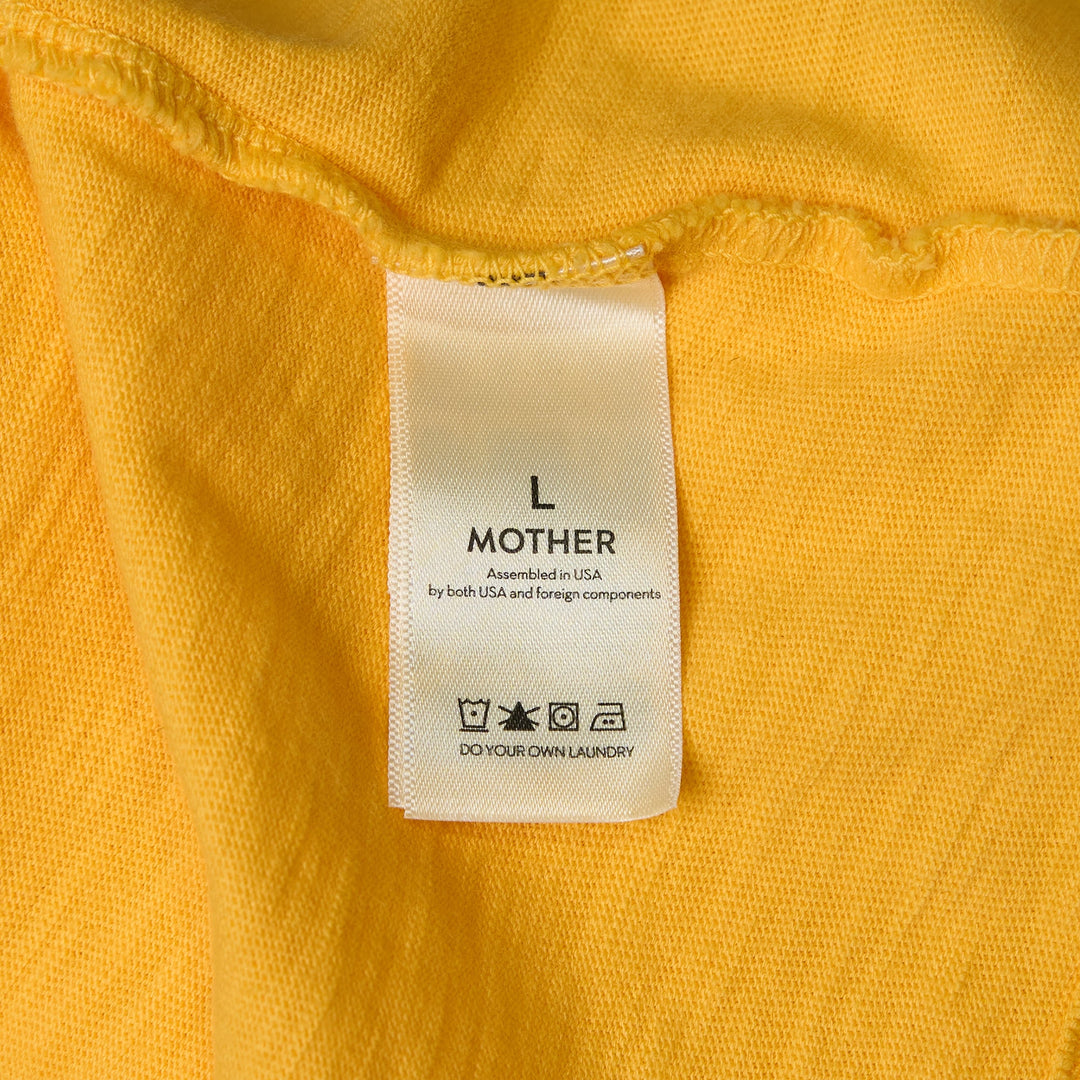 L
MOTHER
Assembled in USA
by both USA and foreign components
DO YOUR OWN LAUNDRY